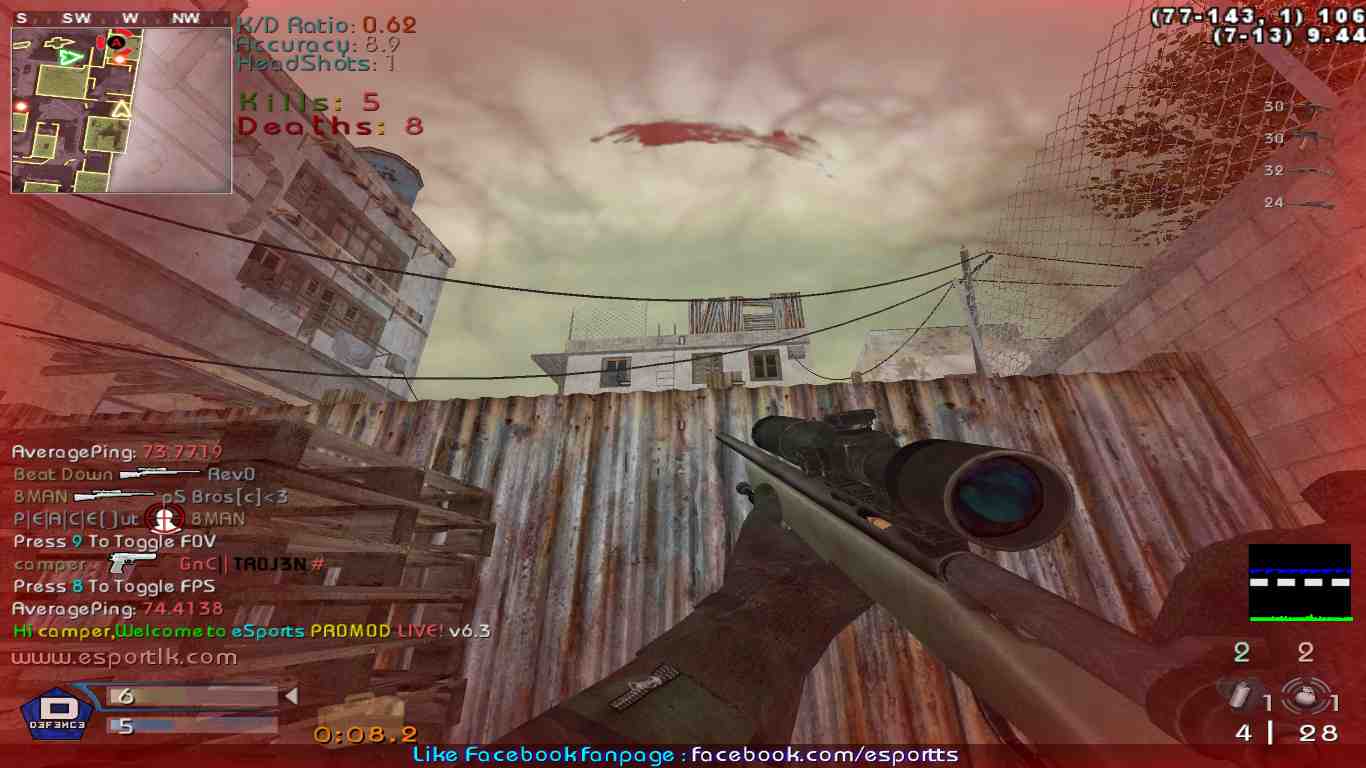 S SW W NW
A
K/D Ratio: 0.62
Accuracy: 8.9
HeadShots: 1
Kills: 5
Deaths: 8
(77-143, 1) 106
(7-13) 9.44
30
30
32
24
AveragePing: 73.7719
Beat Down Rev0
8MAN pS Bros[c]<3
P|E|A|C|E()ut 8MAN
Press 9 To Toggle FOV
camper GnC|| TR0J3N #
Press 8 To Toggle FPS
AveragePing: 74.4138
Hi camper,Welcome to eSports PROMOD LIVE! v6.3
www.esportlk.com
D
DEFENCE
6
5
0:08.2
2 2
1 1
4 | 28
Like Facebook fanpage : facebook.com/esportts